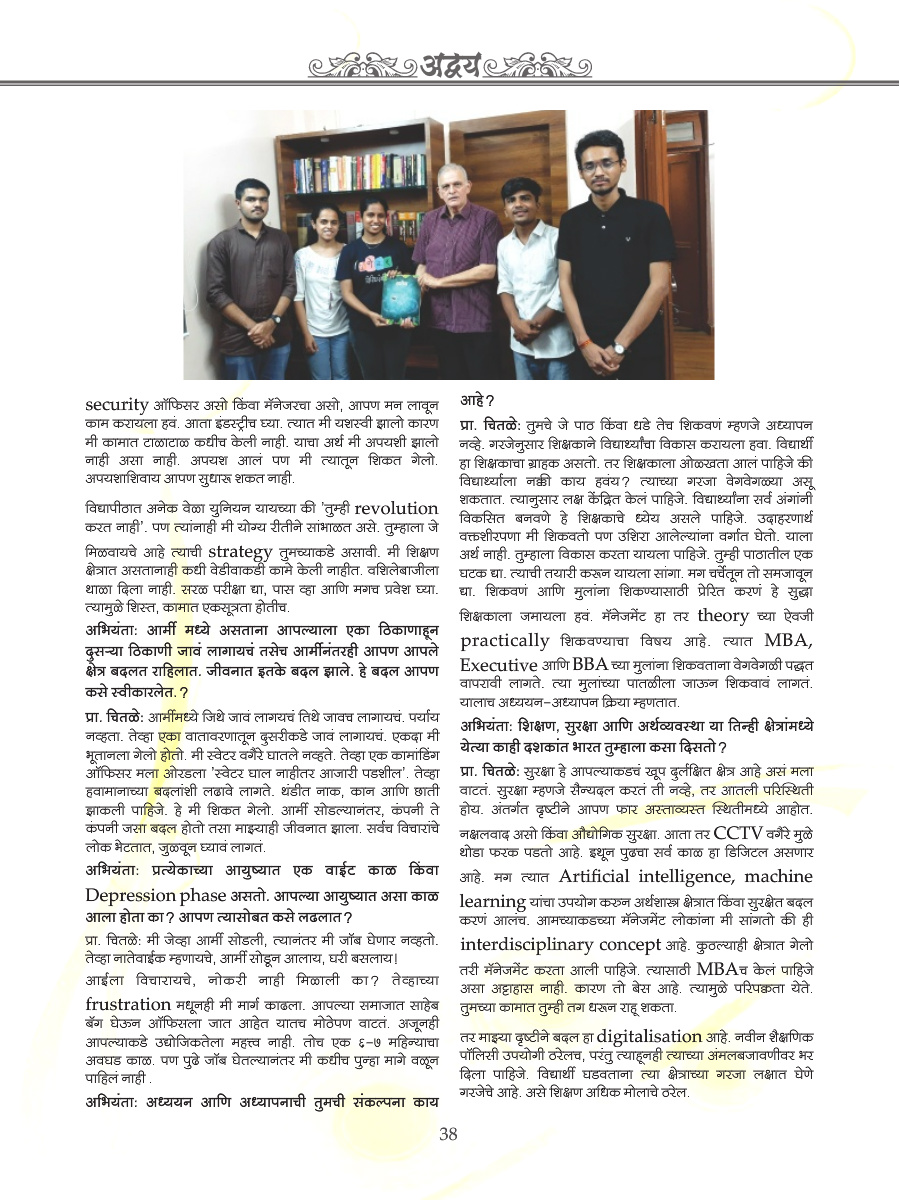 अद्वय
security ऑफिसर असो किंवा मॅनेजरचा असो, आपण मन लावून
काम करायला हवं. आता इंडस्ट्रीच घ्या. त्यात मी यशस्वी झालो कारण
मी कामात टाळाटाळ कधीच केली नाही. याचा अर्थ मी अपयशी झालो
नाही असा नाही. अपयश आलं पण मी त्यातून शिकत गेलो.
अपयशाशिवाय आपण सुधारू शकत नाही.
विद्यापीठात अनेक वेळा युनियन यायच्या की 'तुम्ही revolution
करत नाही'. पण त्यांनाही मी योग्य रीतीने सांभाळत असे. तुम्हाला जे
मिळवायचे आहे त्याची strategy तुमच्याकडे असावी. मी शिक्षण
क्षेत्रात असतानाही कधी वेडीवाकडी कामे केली नाहीत. वशिलेबाजीला
थाळा दिला नाही. सरळ परीक्षा द्या, पास व्हा आणि मगच प्रवेश घ्या.
त्यामुळे शिस्त, कामात एकसूत्रता होतीच.
अभियंता: आर्मी मध्ये असताना आपल्याला एका ठिकाणाहून
दुसऱ्या ठिकाणी जावं लागायचं तसेच आर्मीनंतरही आपण आपले
क्षेत्र बदलत राहिलात. जीवनात इतके बदल झाले. हे बदल आपण
कसे स्वीकारलेत. ?
प्रा. चितळे: आर्मीमध्ये जिथे जावं लागायचं तिथे जावच लागायचं. पर्याय
नव्हता. तेव्हा एका वातावरणातून दुसरीकडे जावं लागायचं. एकदा मी
भूतानला गेलो होतो. मी स्वेटर वगैरे घातले नव्हते. तेव्हा एक कमांडिंग
ऑफिसर मला ओरडला 'स्वेटर घाल नाहीतर आजारी पडशील'. तेव्हा
हवामानाच्या बदलांशी लढावे लागते. थंडीत नाक, कान आणि छाती
झाकली पाहिजे. हे मी शिकत गेलो. आर्मी सोडल्यानंतर, कंपनी ते
कंपनी जसा बदल होतो तसा माझ्याही जीवनात झाला. सर्वच विचारांचे
लोक भेटतात, जुळवून घ्यावं लागतं.
अभियंता: प्रत्येकाच्या आयुष्यात एक वाईट काळ किंवा
Depression phase असतो. आपल्या आयुष्यात असा काळ
आला होता का? आपण त्यासोबत कसे लढलात ?
प्रा. चितळे: मी जेव्हा आर्मी सोडली, त्यानंतर मी जॉब घेणार नव्हतो.
तेव्हा नातेवाईक म्हणायचे, आर्मी सोडून आलाय, घरी बसलाय!
आईला विचारायचे, नोकरी नाही मिळाली का? तेव्हाच्या
frustration मधूनही मी मार्ग काढला. आपल्या समाजात साहेब
बॅग घेऊन ऑफिसला जात आहेत यातच मोठेपण वाटतं. अजूनही
आपल्याकडे उद्योजिकतेला महत्त्व नाही. तोच एक ६-७ महिन्याचा
अवघड काळ. पण पुढे जॉब घेतल्यानंतर मी कधीच पुन्हा मागे वळून
पाहिलं नाही .
अभियंता: अध्ययन आणि अध्यापनाची तुमची संकल्पना काय
आहे?
प्रा. चितळे: तुमचे जे पाठ किंवा धडे तेच शिकवणं म्हणजे अध्यापन
नव्हे. गरजेनुसार शिक्षकाने विद्यार्थ्यांचा विकास करायला हवा. विद्यार्थी
हा शिक्षकाचा ग्राहक असतो. तर शिक्षकाला ओळखता आलं पाहिजे की
विद्यार्थ्याला नक्की काय हवंय? त्याच्या गरजा वेगवेगळ्या असू
शकतात. त्यानुसार लक्ष केंद्रित केलं पाहिजे. विद्यार्थ्यांना सर्व अंगांनी
विकसित बनवणे हे शिक्षकाचे ध्येय असले पाहिजे. उदाहरणार्थ
वक्तशीरपणा मी शिकवतो पण उशिरा आलेल्यांना वर्गात घेतो. याला
अर्थ नाही. तुम्हाला विकास करता यायला पाहिजे. तुम्ही पाठातील एक
घटक द्या. त्याची तयारी करून यायला सांगा. मग चर्चेतून तो समजावून
द्या. शिकवणं आणि मुलांना शिकण्यासाठी प्रेरित करणं हे सुद्धा
शिक्षकाला जमायला हवं. मॅनेजमेंट हा तर theory च्या ऐवजी
practically शिकवण्याचा विषय आहे. त्यात MBA,
Executive आणि BBA च्या मुलांना शिकवताना वेगवेगळी पद्धत
वापरावी लागते. त्या मुलांच्या पातळीला जाऊन शिकवावं लागतं.
यालाच अध्ययन-अध्यापन क्रिया म्हणतात.
अभियंता: शिक्षण, सुरक्षा आणि अर्थव्यवस्था या तिन्ही क्षेत्रांमध्ये
येत्या काही दशकांत भारत तुम्हाला कसा दिसतो ?
प्रा. चितळे: सुरक्षा हे आपल्याकडचं खूप दुर्लक्षित क्षेत्र आहे असं मला
वाटतं. सुरक्षा म्हणजे सैन्यदल करतं ती नव्हे, तर आतली परिस्थिती
होय. अंतर्गत दृष्टीने आपण फार अस्ताव्यस्त स्थितीमध्ये आहोत.
नक्षलवाद असो किंवा औद्योगिक सुरक्षा. आता तर CCTV वगैरे मुळे
थोडा फरक पडतो आहे. इथून पुढचा सर्व काळ हा डिजिटल असणार
आहे. मग त्यात Artificial intelligence, machine
learning यांचा उपयोग करुन अर्थशास्त्र क्षेत्रात किंवा सुरक्षेत बदल
करणं आलंच. आमच्याकडच्या मॅनेजमेंट लोकांना मी सांगतो की ही
interdisciplinary concept आहे. कुठल्याही क्षेत्रात गेलो
तरी मॅनेजमेंट करता आली पाहिजे. त्यासाठी MBAच केलं पाहिजे
असा अट्टाहास नाही. कारण तो बेस आहे. त्यामुळे परिपक्वता येते.
तुमच्या कामात तुम्ही तग धरून राहू शकता.
तर माझ्या दृष्टीने बदल हा digitalisation आहे. नवीन शैक्षणिक
पॉलिसी उपयोगी ठरेलच, परंतु त्याहूनही त्याच्या अंमलबजावणीवर भर
दिला पाहिजे. विद्यार्थी घडवताना त्या क्षेत्राच्या गरजा लक्षात घेणे
गरजेचे आहे. असे शिक्षण अधिक मोलाचे ठरेल.
38